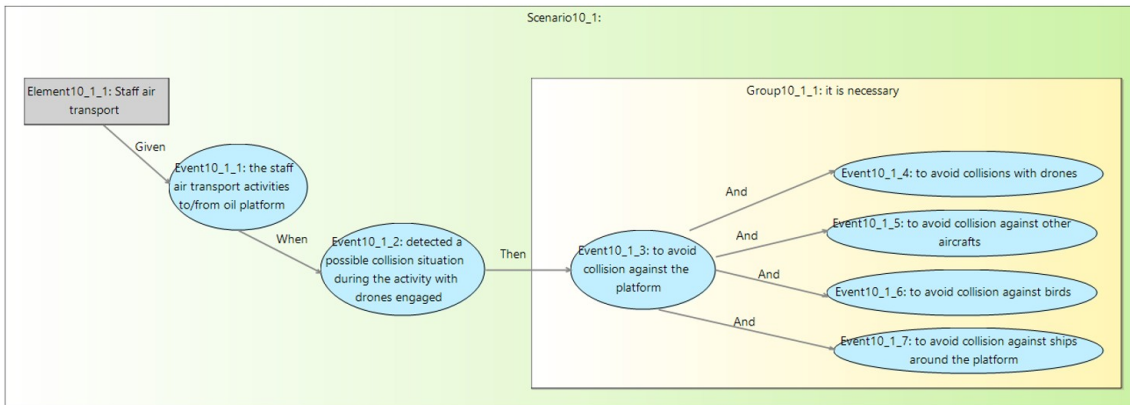 Scenario10_1:
Element10_1_1: Staff air
transport
Given
Event10_1_1: the staff
air transport activities
to/from oil platform
When
Event10_1_2: detected a
possible collision situation
during the activity with
drones engaged
Then
Group10_1_1: it is necessary
Event10_1_3: to avoid
collision against the
platform
And
Event10_1_4: to avoid collisions with drones
And
Event10_1_5: to avoid collision against other
aircrafts
And
Event10_1_6: to avoid collision against birds
And
Event10_1_7: to avoid collision against ships
around the platform